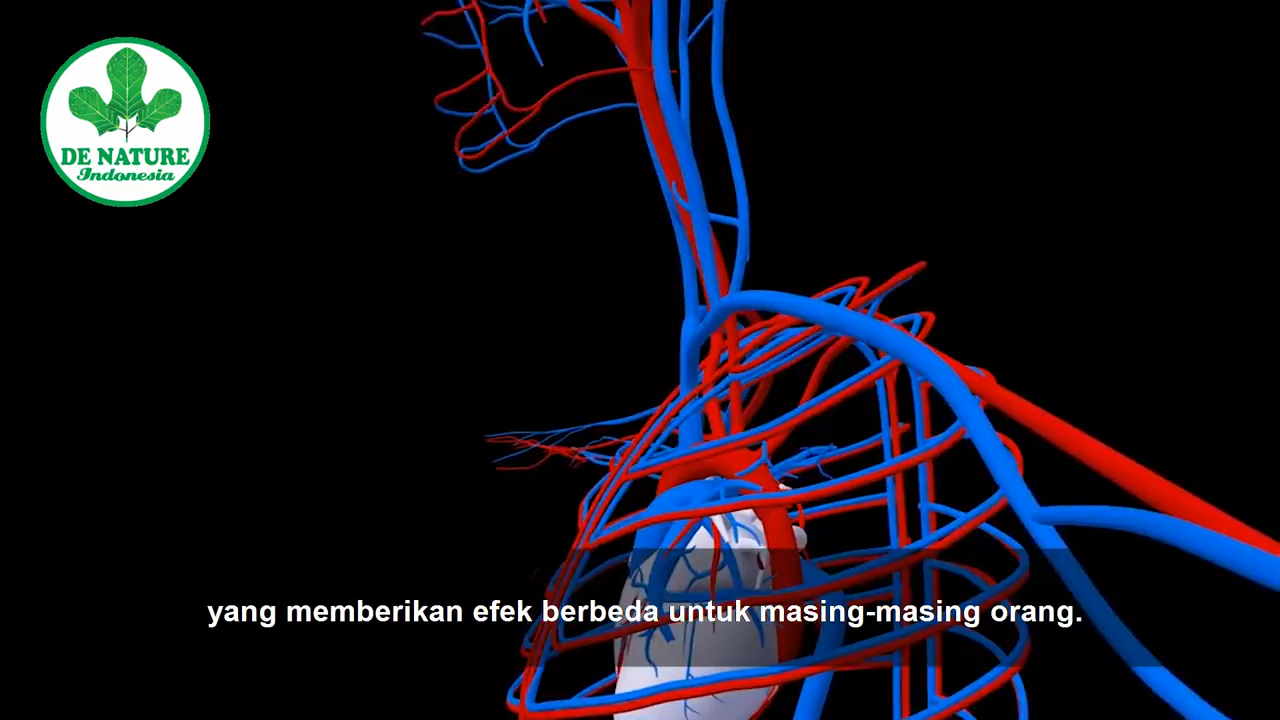 DE NATURE
Indonesia
yang memberikan efek berbeda untuk masing-masing orang.